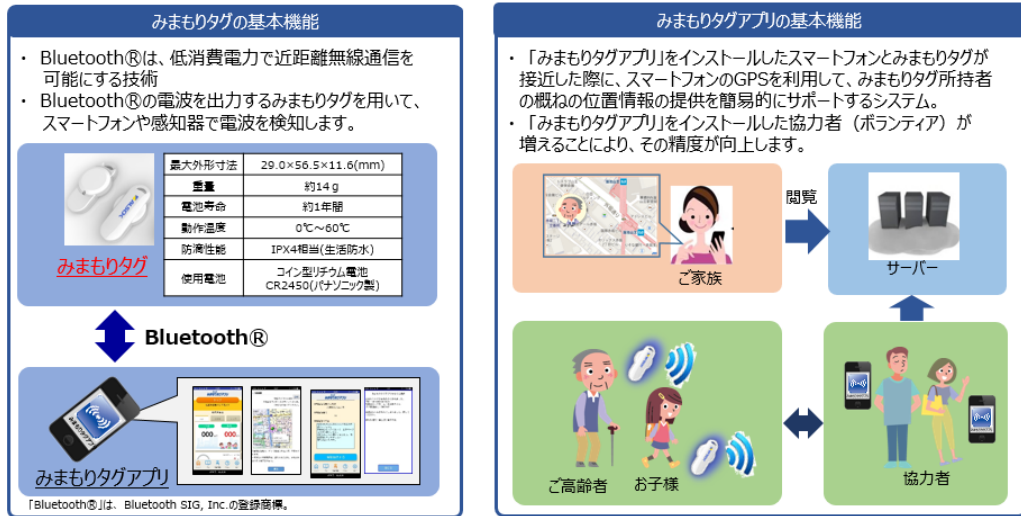 みまもりタグの基本機能
・ Bluetooth®は、低消費電力で近距離無線通信を
可能にする技術
・ Bluetooth®の電波を出力するみまもりタグを用いて、
スマートフォンや感知器で電波を検知します。
みまもりタグ
最大外形寸法 29.0×56.5×11.6(mm)
重量 約14g
電池寿命 約1年間
動作温度 0℃～60℃
防滴性能 IPX4相当(生活防水)
使用電池 コイン型リチウム電池
CR2450(パナソニック製)
Bluetooth®
みまもりタグアプリ
みまもりタグアプリ
「Bluetooth®」は、Bluetooth SIG, Inc.の登録商標。
みまもりタグアプリの基本機能
・ 「みまもりタグアプリ」をインストールしたスマートフォンとみまもりタグが
接近した際に、スマートフォンのGPSを利用して、みまもりタグ所持者
の概ねの位置情報の提供を簡易的にサポートするシステム。
・ 「みまもりタグアプリ」をインストールした協力者（ボランティア）が
増えることにより、その精度が向上します。
ご家族
閲覧
サーバー
ご高齢者
お子様
協力者